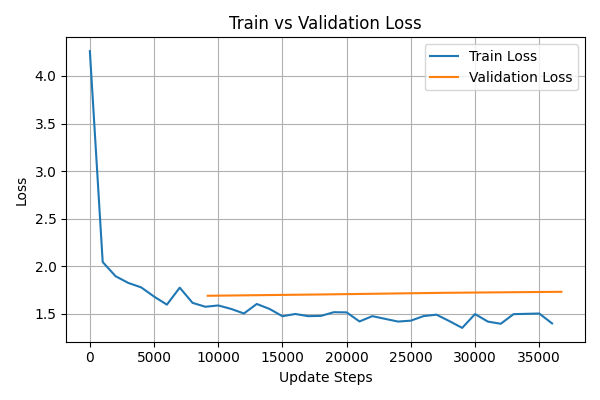 Train vs Validation Loss
Train Loss
Validation Loss
4.0
3.5
3.0
2.5
2.0
1.5
Loss
0 5000 10000 15000 20000 25000 30000 35000
Update Steps